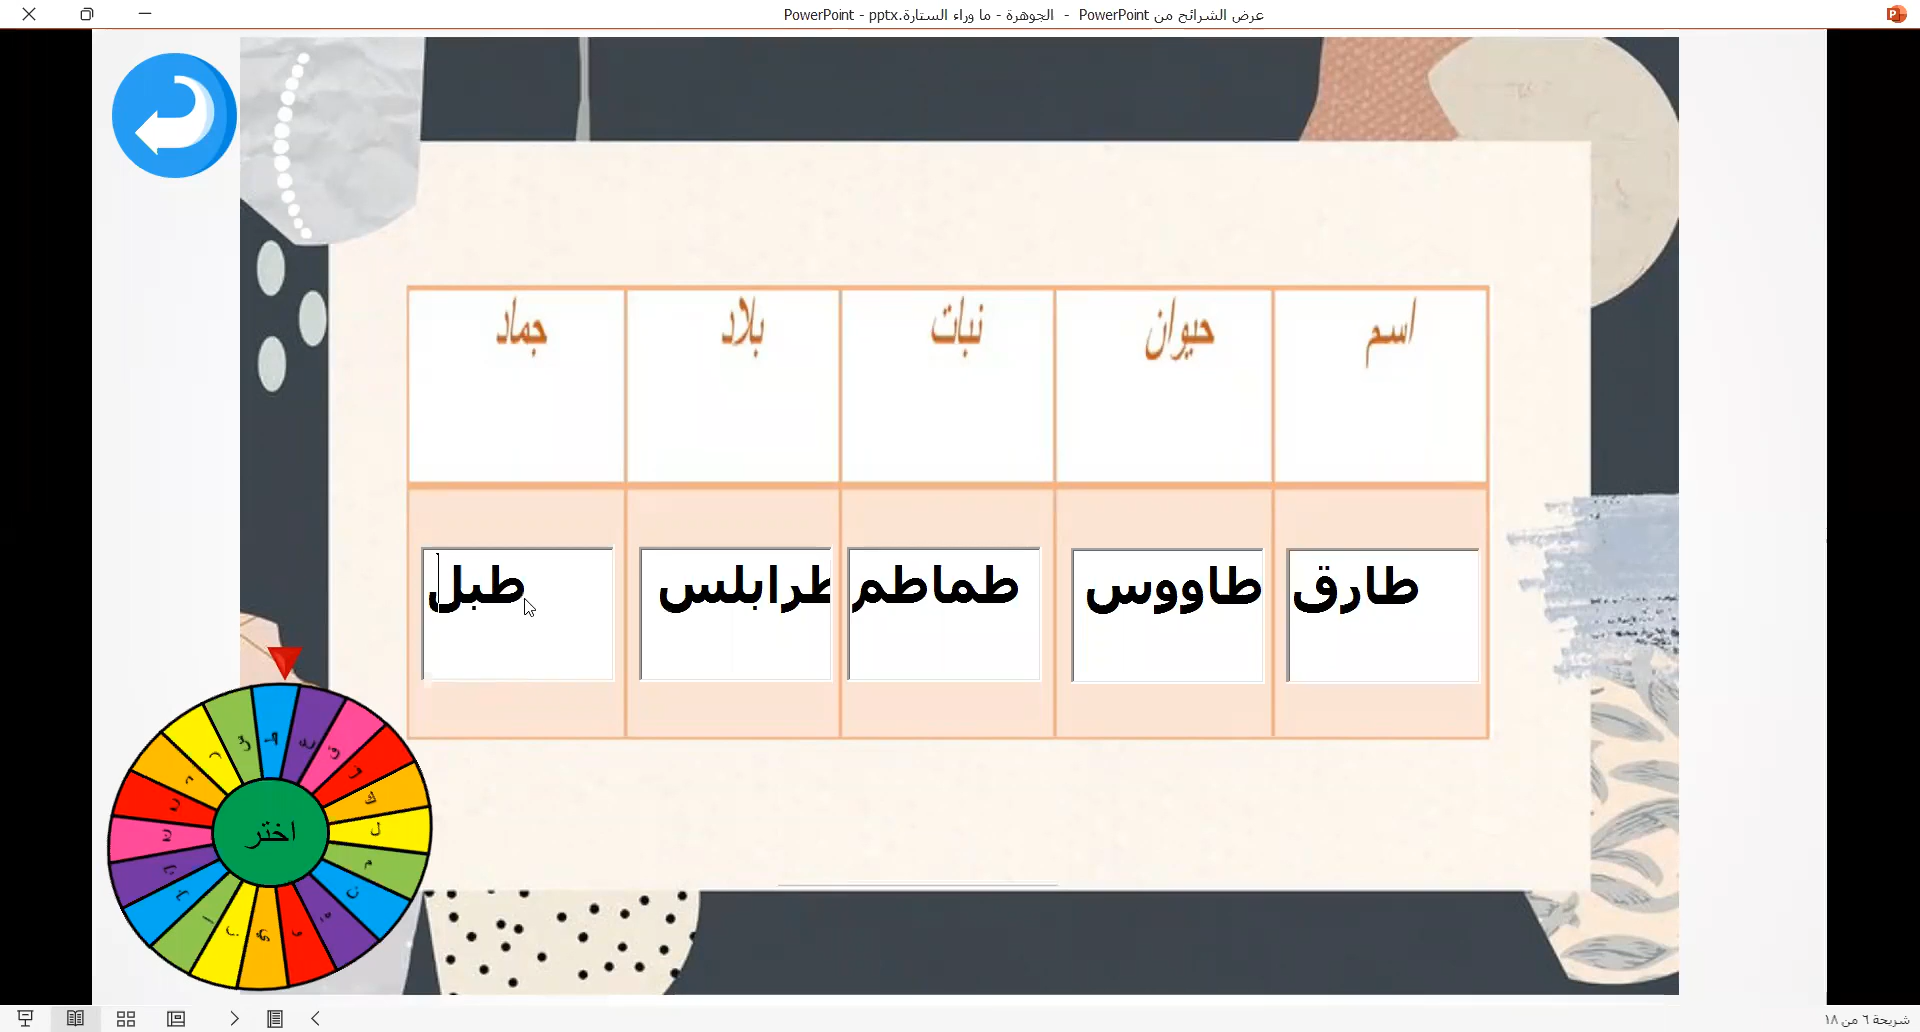 عرض الشرائح من PowerPoint - الجوهرة - ما وراء الستارة.pptx - PowerPoint
اسم حيوان نبات بلاد جماد
طارق طاووس طماطم طرابلس طبل
س ط ع ق
ر ف
ك
ل
م
ن
ه
و
ي
ز
أ
اختر
شريحة ٦ من ١٨